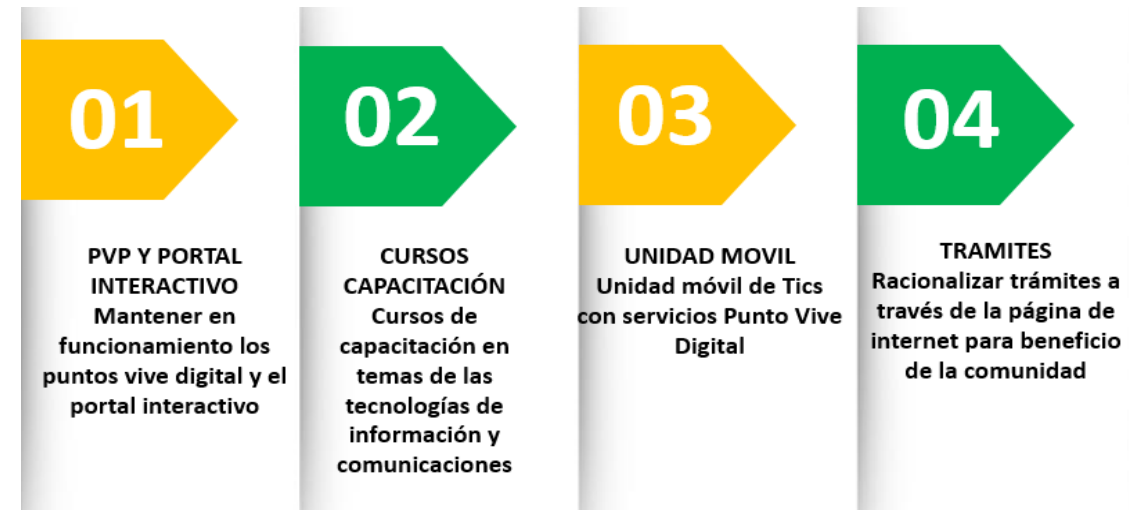 01
PVP Y PORTAL
INTERACTIVO
Mantener en
funcionamiento los
puntos vive digital y el
portal interactivo
02
CURSOS
CAPACITACIÓN
Cursos de
capacitación en
temas de las
tecnologías de
información y
comunicaciones
03
UNIDAD MOVIL
Unidad móvil de Tics
con servicios Punto Vive
Digital
04
TRAMITES
Racionalizar trámites a
través de la página de
internet para beneficio
de la comunidad